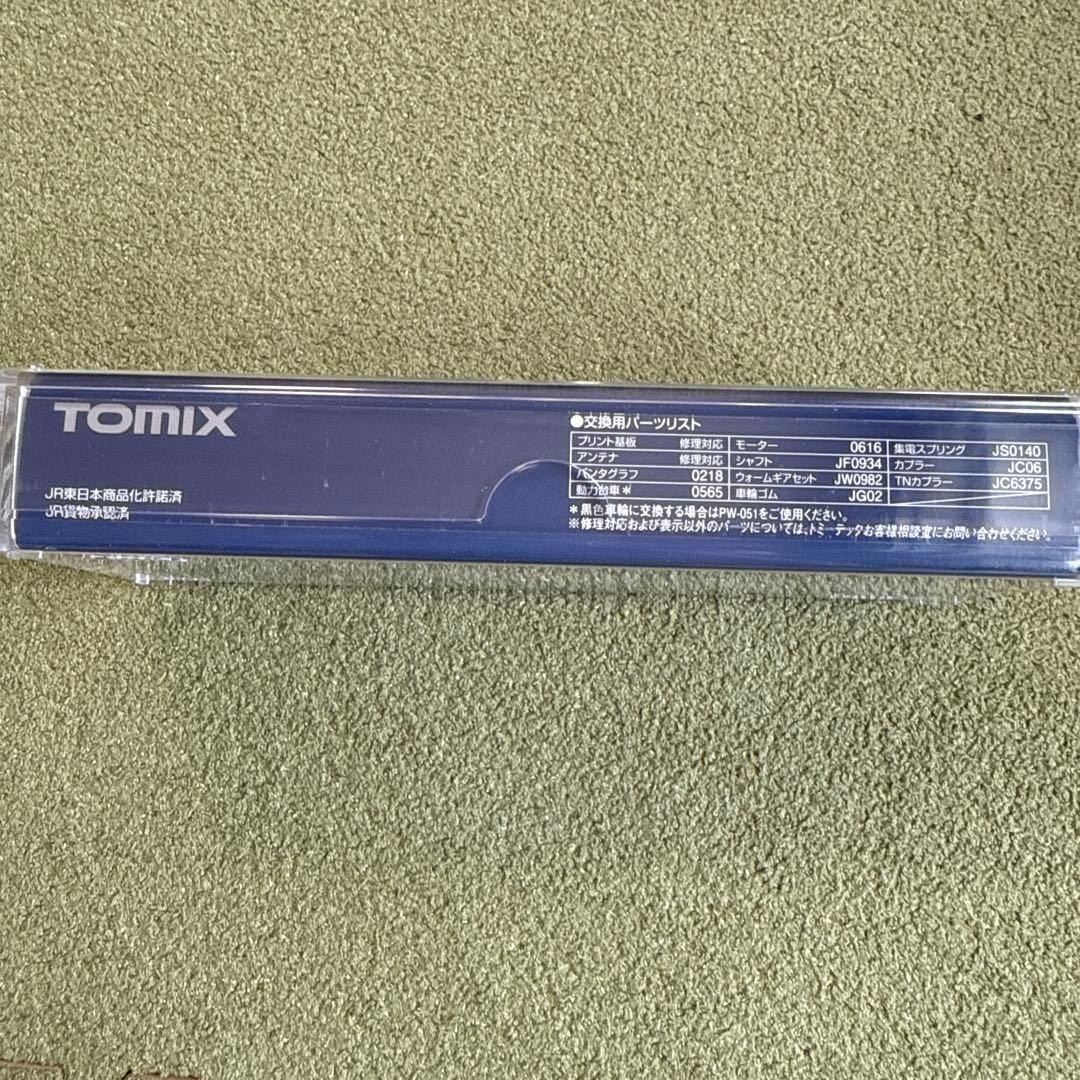 TOMIX
JR東日本商品化許諾済
JR貨物承認済
●交換用パーツリスト
プリント基板 修理対応 モーター 0616 集電スプリング JS0140
アンテナ 修理対応 シャフト JF0934 カプラー JC06
パンタグラフ 0218 ウォームギアセット JW0982 TNカプラー JC6375
動力台車＊ 0565 車輪ゴム JG02
＊黒色車輪に交換する場合はPW-051をご使用ください。
※修理対応および表示以外のパーツについては、トミーテックお客様相談室にお問い合わせください。